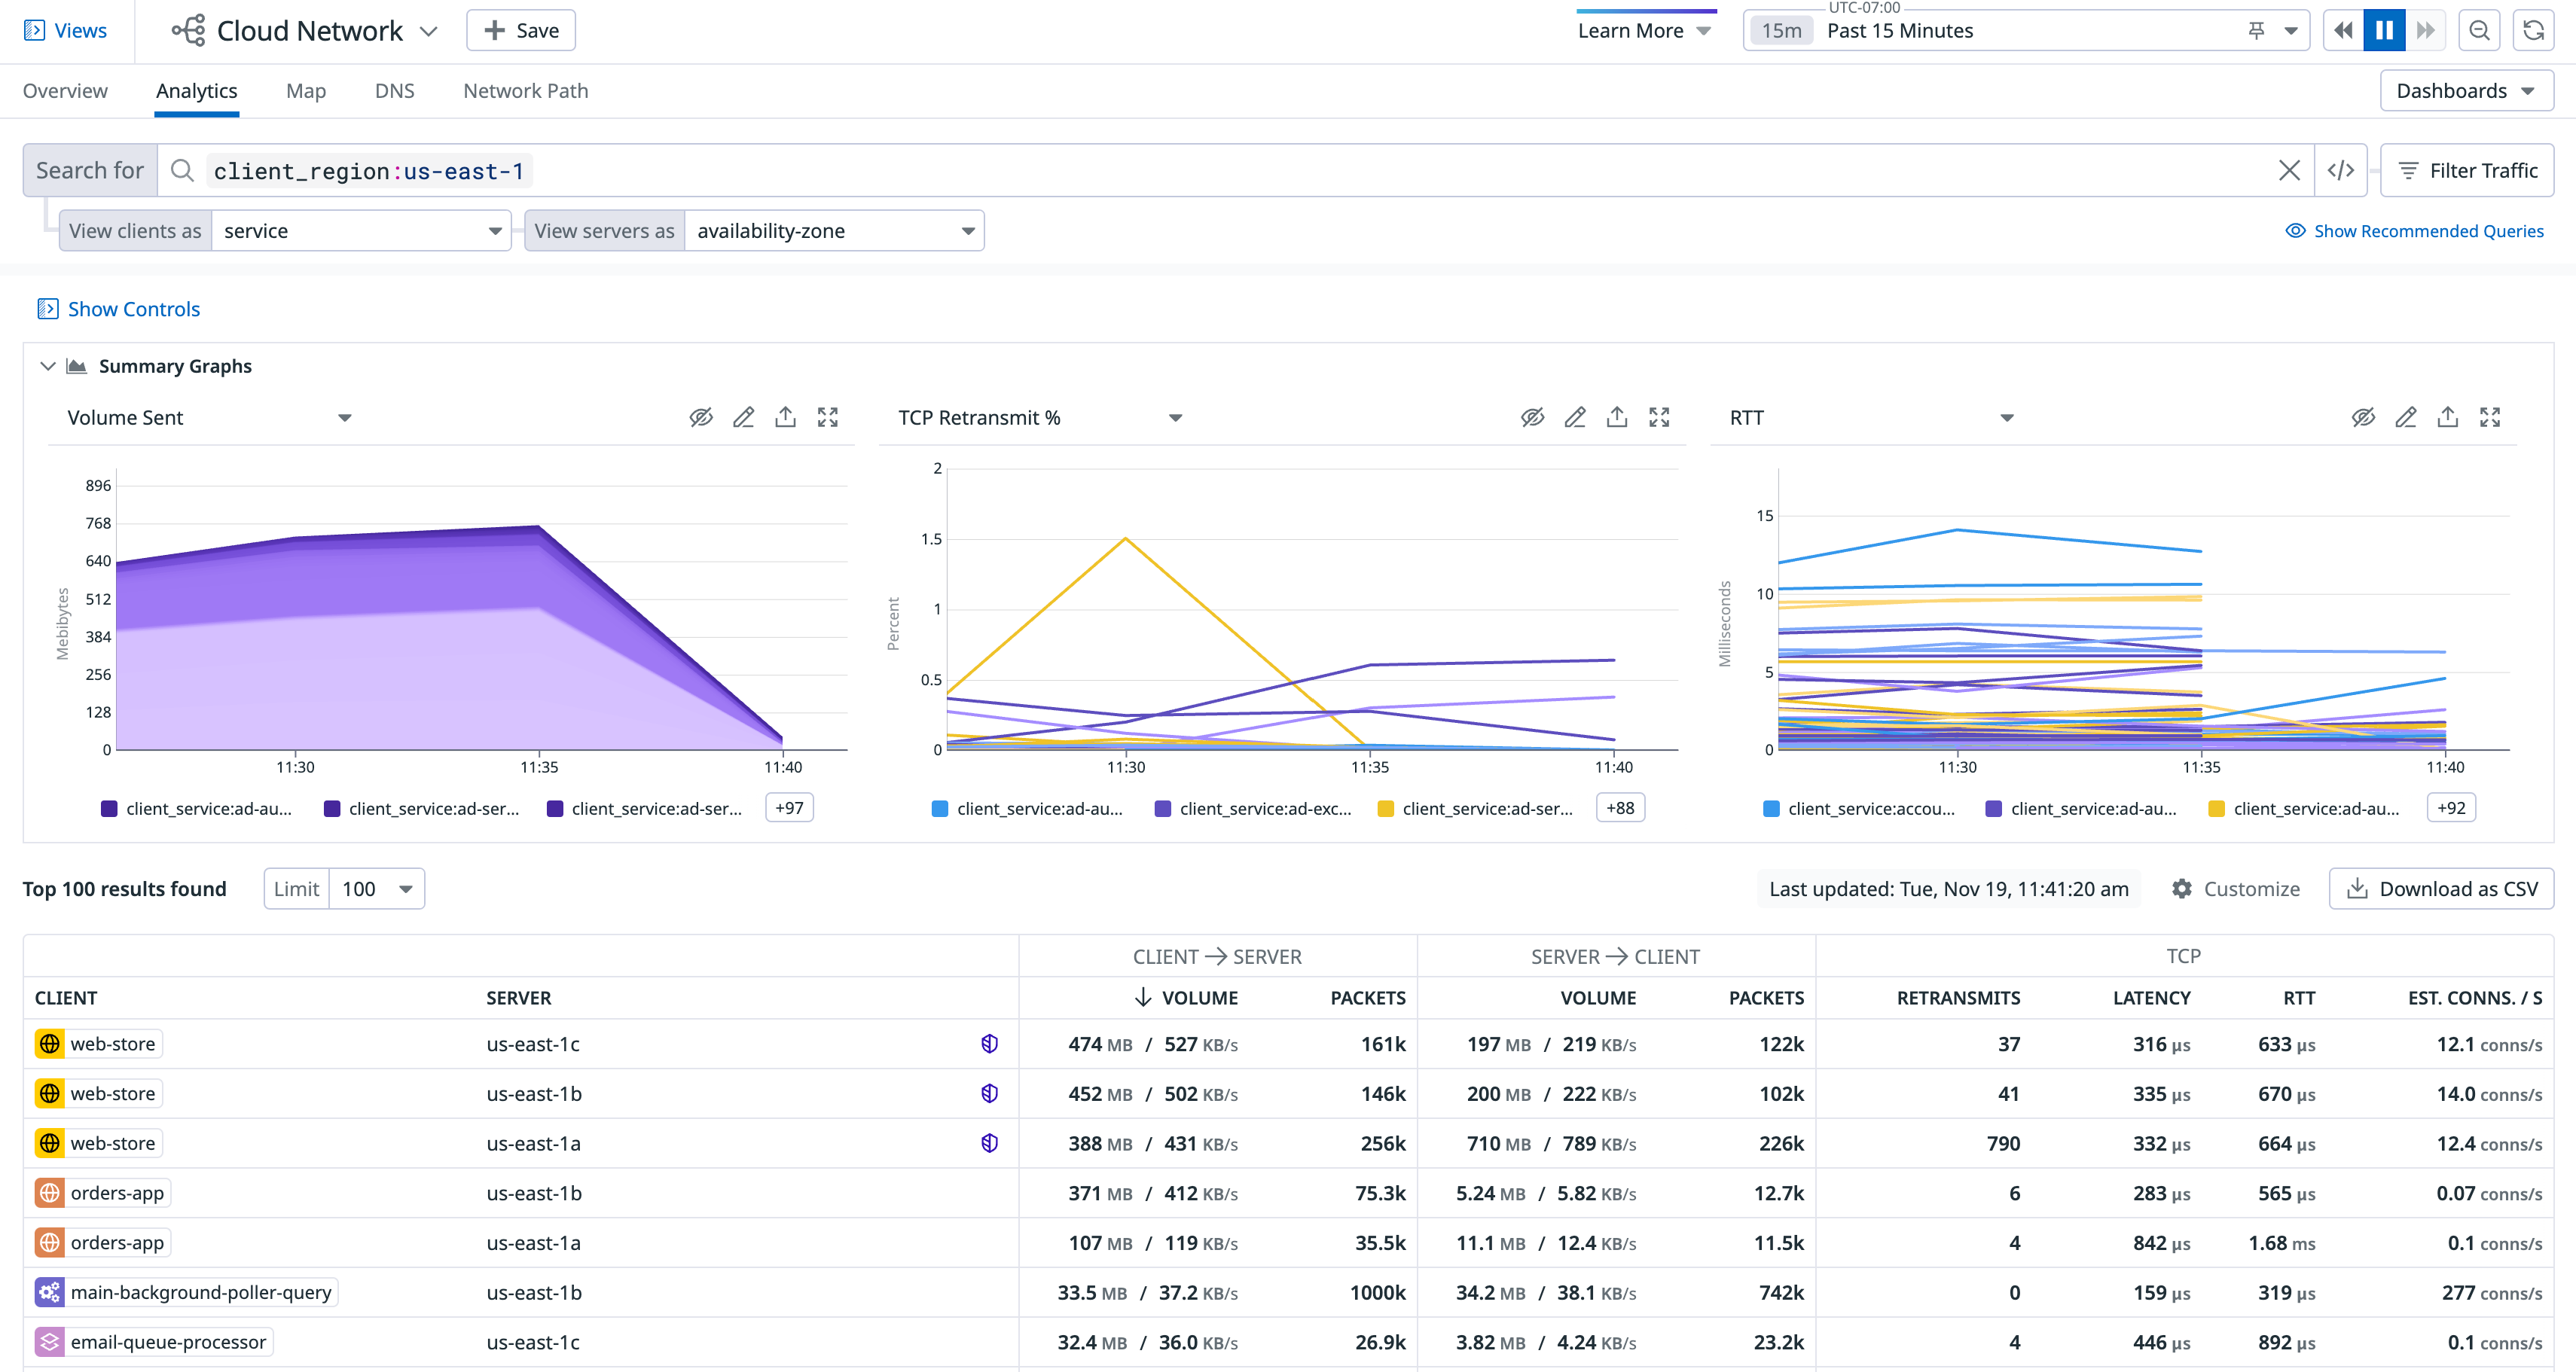 Views
Cloud Network
Save
Learn More
UTC-07:00
15m Past 15 Minutes
Overview Analytics Map DNS Network Path
Dashboards
Search for client_region:us-east-1
</>
Filter Traffic
View clients as service
View servers as availability-zone
Show Recommended Queries
Show Controls
Summary Graphs
Volume Sent
Mebibytes
896
768
640
512
384
256
128
0
11:30 11:35 11:40
client_service:ad-au... client_service:ad-ser... client_service:ad-ser... +97
TCP Retransmit %
Percent
2
1.5
1
0.5
0
11:30 11:35 11:40
client_service:ad-au... client_service:ad-exc... client_service:ad-ser... +88
RTT
Milliseconds
15
10
5
0
11:30 11:35 11:40
client_service:accou... client_service:ad-au... client_service:ad-au... +92
Top 100 results found
Limit 100
Last updated: Tue, Nov 19, 11:41:20 am
Customize
Download as CSV
CLIENT → SERVER SERVER → CLIENT TCP
CLIENT SERVER ↓ VOLUME PACKETS VOLUME PACKETS RETRANSMITS LATENCY RTT EST. CONNS. / S
web-store us-east-1c 474 MB / 527 KB/s 161k 197 MB / 219 KB/s 122k 37 316 µs 633 µs 12.1 conns/s
web-store us-east-1b 452 MB / 502 KB/s 146k 200 MB / 222 KB/s 102k 41 335 µs 670 µs 14.0 conns/s
web-store us-east-1a 388 MB / 431 KB/s 256k 710 MB / 789 KB/s 226k 790 332 µs 664 µs 12.4 conns/s
orders-app us-east-1b 371 MB / 412 KB/s 75.3k 5.24 MB / 5.82 KB/s 12.7k 6 283 µs 565 µs 0.07 conns/s
orders-app us-east-1a 107 MB / 119 KB/s 35.5k 11.1 MB / 12.4 KB/s 11.5k 4 842 µs 1.68 ms 0.1 conns/s
main-background-poller-query us-east-1b 33.5 MB / 37.2 KB/s 1000k 34.2 MB / 38.1 KB/s 742k 0 159 µs 319 µs 277 conns/s
email-queue-processor us-east-1c 32.4 MB / 36.0 KB/s 26.9k 3.82 MB / 4.24 KB/s 23.2k 4 446 µs 892 µs 0.1 conns/s